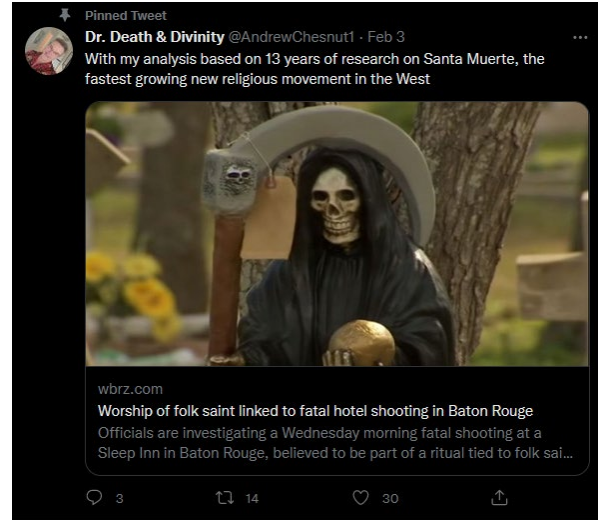 Pinned Tweet
Dr. Death & Divinity @AndrewChesnut1 · Feb 3
With my analysis based on 13 years of research on Santa Muerte, the
fastest growing new religious movement in the West
wbrz.com
Worship of folk saint linked to fatal hotel shooting in Baton Rouge
Officials are investigating a Wednesday morning fatal shooting at a
Sleep Inn in Baton Rouge, believed to be part of a ritual tied to folk sai...
3 14 30